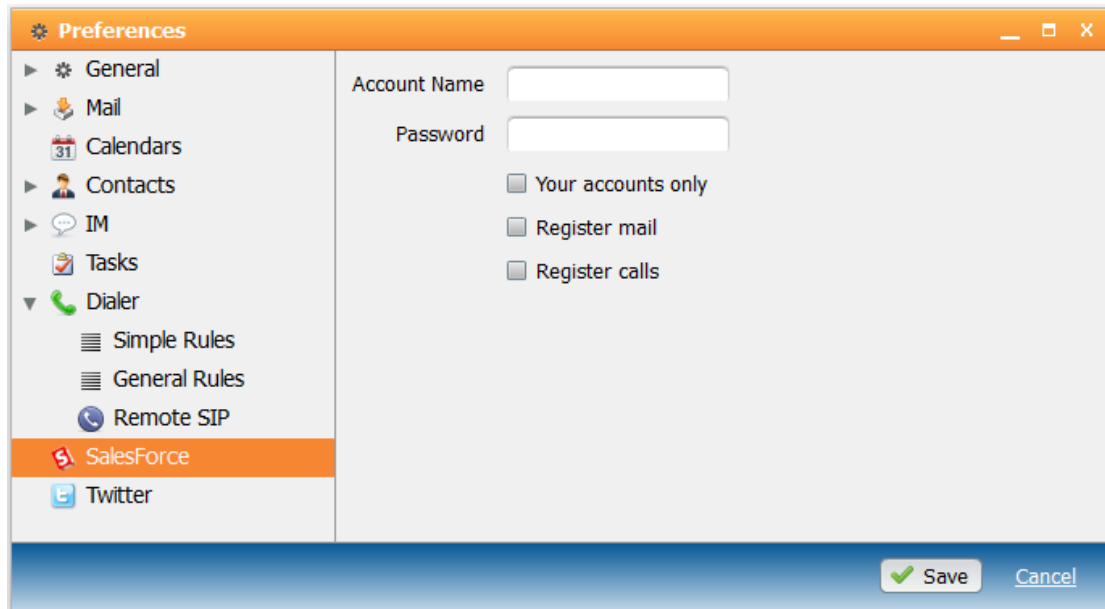 Preferences
General
Mail
31 Calendars
Contacts
IM
Tasks
Dialer
Simple Rules
General Rules
Remote SIP
S SalesForce
t Twitter
Account Name
Password
Your accounts only
Register mail
Register calls
Save Cancel